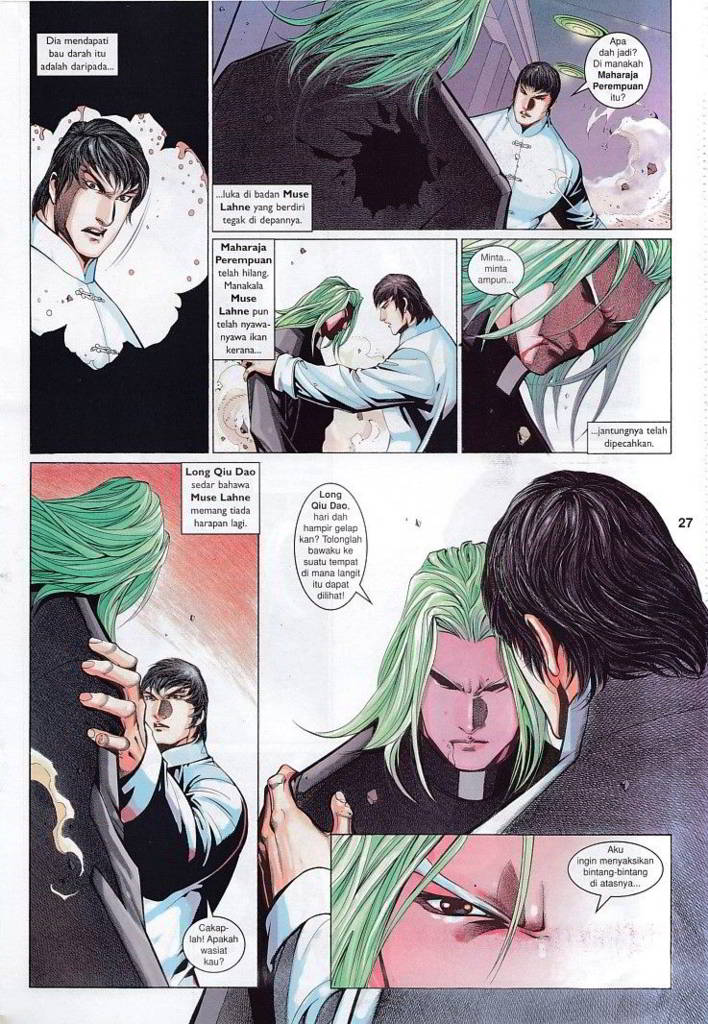 Dia mendapati
bau darah itu
adalah daripada...
Apa
dah jadi?
Di manakah
Maharaja
Perempuan
itu?
...luka di badan Muse
Lahne yang berdiri
tegak di depannya.
Maharaja
Perempuan
telah hilang.
Manakala
Muse
Lahne pun
telah nyawa-
nyawa ikan
kerana...
Minta...
minta
ampun...
...jantungnya telah
dipecahkan.
Long Qiu Dao
sedar bahawa
Muse Lahne
memang tiada
harapan lagi.
Long
Qiu Dao,
hari dah
hampir gelap
kan? Tolonglah
bawaku ke
suatu tempat
di mana langit
itu dapat
dilihat!
27
Cakap-
lah! Apakah
wasiat
kau?
Aku
ingin menyaksikan
bintang-bintang
di atasnya...